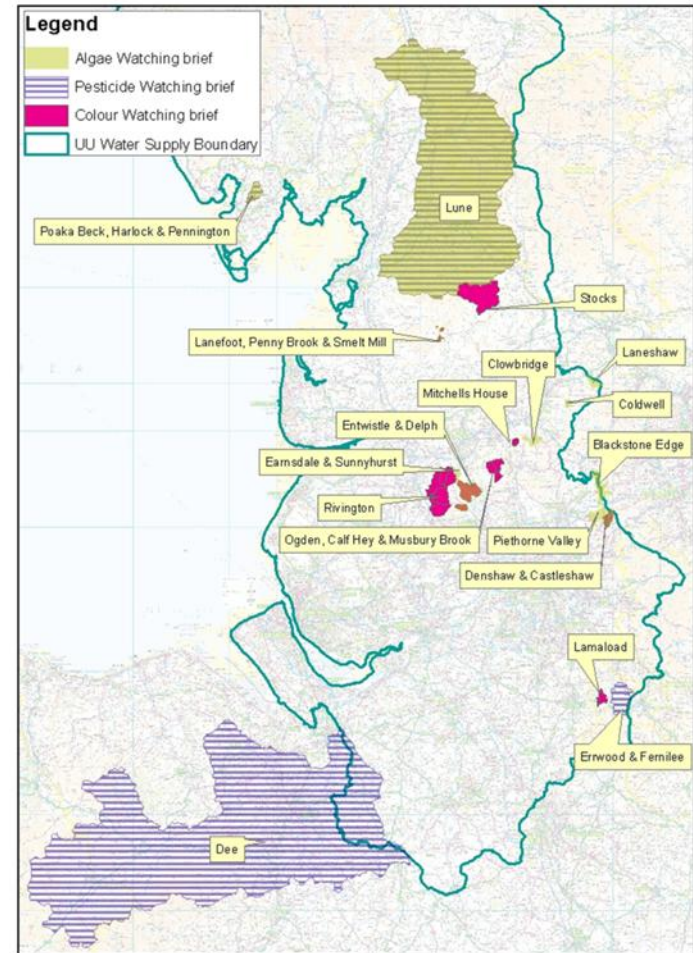 Legend
Algae Watching brief
Pesticide Watching brief
Colour Watching brief
UU Water Supply Boundary
Lune
Poaka Beck, Harlock & Pennington
Stocks
Lanefoot, Penny Brook & Smelt Mill
Clowbridge
Laneshaw
Mitchells House
Coldwell
Entwistle & Delph
Blackstone Edge
Earnsdale & Sunnyhurst
Rivington
Ogden, Calf Hey & Musbury Brook
Piethorne Valley
Denshaw & Castleshaw
Lamaload
Errwood & Fernilee
Dee